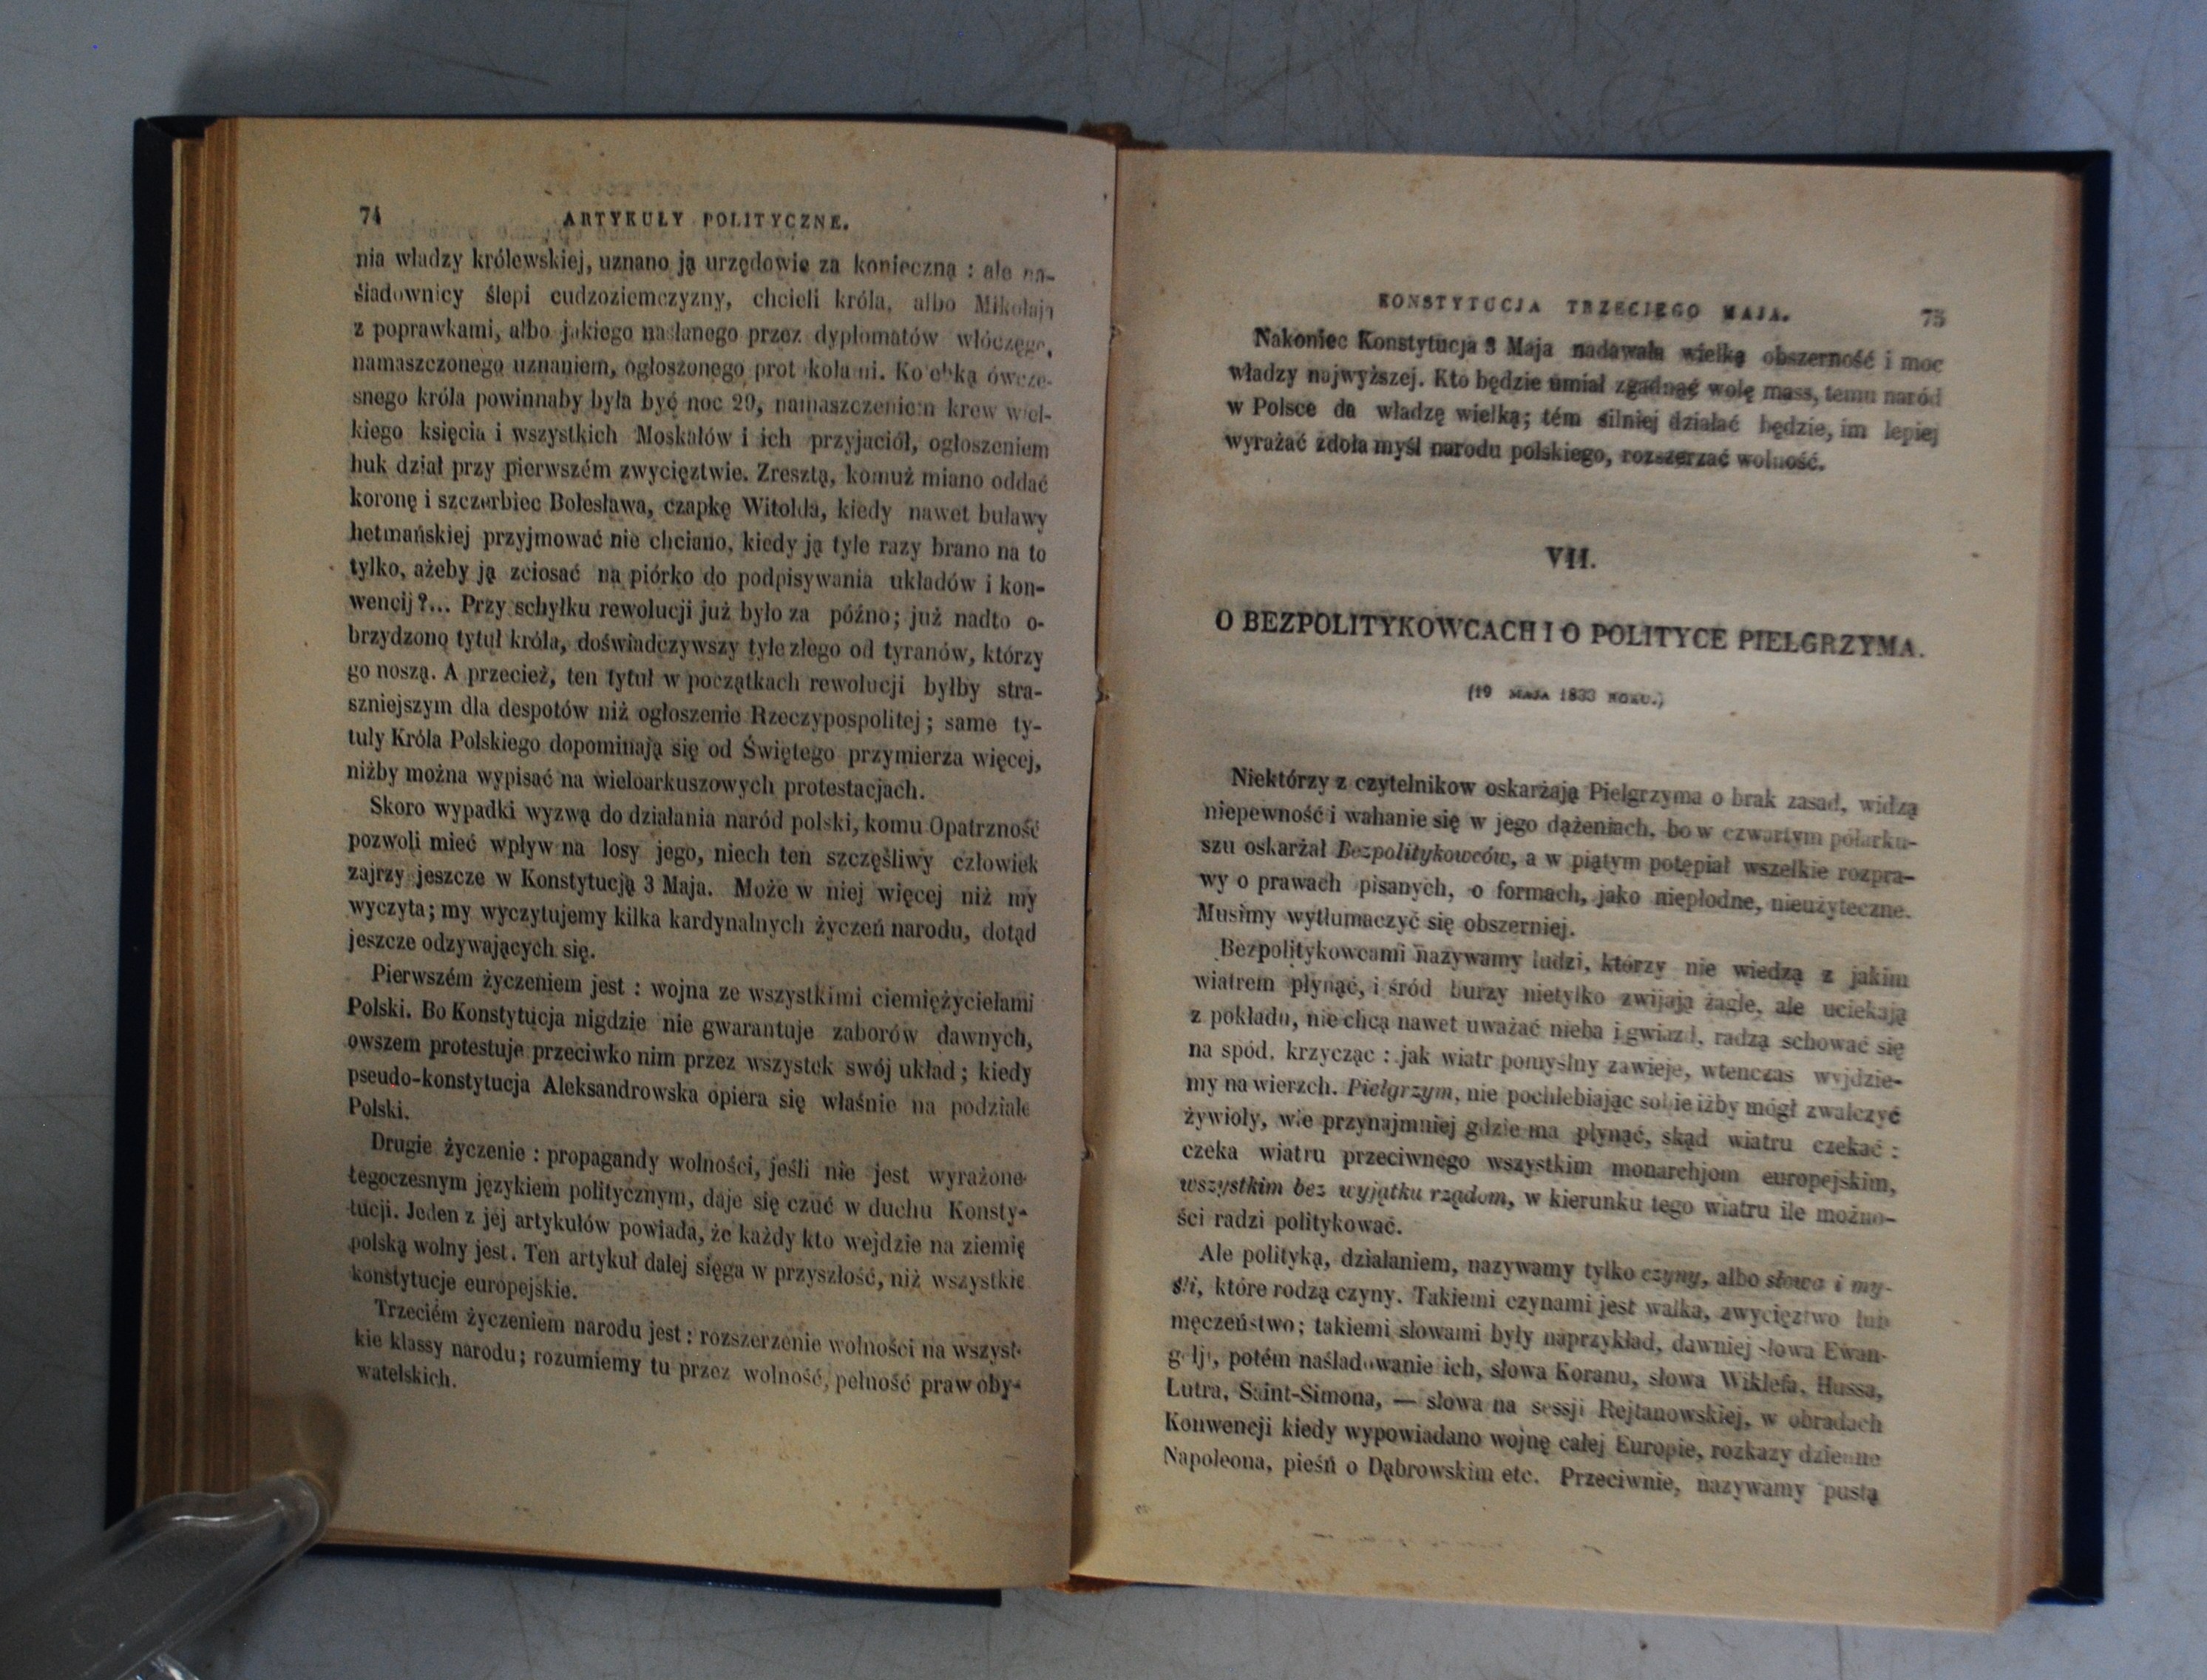 74 ARTYKUŁY POLITYCZNE.
nia władzy królewskiej, uznano ją urzędowie za konieczną : ale na-
śladownicy ślepi cudzoziemczyzny, chcieli króla, albo Mikołaja
z poprawkami, albo jakiego nasłanego przez dyplomatów włóczęgę,
namaszczonego uznaniem, ogłoszonego protokołami. Kolebką ówcze-
snego króla powinnaby była być noc 29, namaszczeniem krew wiel-
kiego księcia i wszystkich Moskałów i ich przyjaciół, ogłoszeniem
huk dział przy pierwszém zwycięztwie. Zresztą, komuż miano oddać
koronę i szczerbiec Bolesława, czapkę Witolda, kiedy nawet buławy
hetmańskiej przyjmować nie chciano, kiedy ją tyle razy brano na to
tylko, ażeby ją zciosać na piórko do podpisywania układów i kon-
wencij?... Przy schyłku rewolucji już było za późno; już nadto o-
brzydzono tytuł króla, doświadczywszy tyle złego od tyranów, którzy
go noszą. A przecież, ten tytuł w początkach rewolucji byłby stra-
szniejszym dla despotów niż ogłoszenie Rzeczypospolitej; same ty-
tuły Króla Polskiego dopominają się od Świętego przymierza więcej,
niżby można wypisać na wieloarkuszowych protestacjach.
Skoro wypadki wyzwą do działania naród polski, komu Opatrzność
pozwoli mieć wpływ na losy jego, niech ten szczęśliwy człowiek
zajrzy jeszcze w Konstytucją 3 Maja. Może w niej więcej niż my
wyczyta; my wyczytujemy kilka kardynalnych życzeń narodu, dotąd
jeszcze odzywających się.
Pierwszém życzeniem jest : wojna ze wszystkimi ciemiężycielami
Polski. Bo Konstytucja nigdzie nie gwarantuje zaborów dawnych,
owszem protestuje przeciwko nim przez wszystek swój układ; kiedy
pseudo-konstytucja Aleksandrowska opiera się właśnie na podziale
Polski.
Drugie życzenie : propagandy wolności, jeśli nie jest wyrażone
tegoczesnym językiem politycznym, daje się czuć w duchu Konsty-
tucji. Jeden z jéj artykułów powiada, że każdy kto wejdzie na ziemię
polską wolny jest. Ten artykuł dalej sięga w przyszłość, niż wszystkie
konstytucje europejskie.
Trzeciém życzeniem narodu jest : rozszerzenie wolności na wszyst-
kie klassy narodu; rozumiemy tu przez wolność, pełność praw oby-
watelskich.
KONSTYTUCJA TRZECIEGO MAJA. 75
Nakoniec Konstytucja 3 Maja nadawała wielką obszerność i moc
władzy najwyższej. Kto będzie umiał zgadnąć wolę mass, temu naród
w Polsce da władzę wielką; tém silniej działać będzie, im lepiej
wyrażać zdoła myśl narodu polskiego, rozszerzać wolność.
VII.
O BEZPOLITYKOWCACH I O POLITYCE PIELGRZYMA.
(19 MAJA 1833 ROKU.)
Niektórzy z czytelnikow oskarżają Pielgrzyma o brak zasad, widzą
niepewność i wahanie się w jego dążeniach, bo w czwartym półarku-
szu oskarżał Bezpolitykowców, a w piątym potępiał wszelkie rozpra-
wy o prawach pisanych, o formach, jako niepłodne, nieużyteczne.
Musimy wytłumaczyć się obszerniej.
Bezpolitykowcami nazywamy ludzi, którzy nie wiedzą z jakim
wiatrem płynąć, i śród burzy nietylko zwijają żagle, ale uciekają
z pokładu, nie chcą nawet uważać nieba i gwiazd, radzą schować się
na spód, krzycząc : jak wiatr pomyślny zawieje, wtenczas wyjdzie-
my na wierzch. Pielgrzym, nie pochlebiając sobie iżby mógł zwalczyć
żywioły, wie przynajmniej gdzie ma płynąć, skąd wiatru czekać :
czeka wiatru przeciwnego wszystkim monarchjom europejskim,
wszystkim bez wyjątku rządom, w kierunku tego wiatru ile możno-
ści radzi politykować.
Ale polityką, działaniem, nazywamy tylko czyny, albo słowa i my-
śli, które rodzą czyny. Takiemi czynami jest walka, zwycięztwo lub
męczeństwo; takiemi słowami były naprzykład, dawniej słowa Ewan-
gelji, potém naśladowanie ich, słowa Koranu, słowa Wiklefa, Hussa,
Lutra, Saint-Simona, — słowa na sessji Rejtanowskiej, w obradach
Konwencji kiedy wypowiadano wojnę całej Europie, rozkazy dzienne
Napoleona, pieśń o Dąbrowskim etc. Przeciwnie, nazywamy pustą